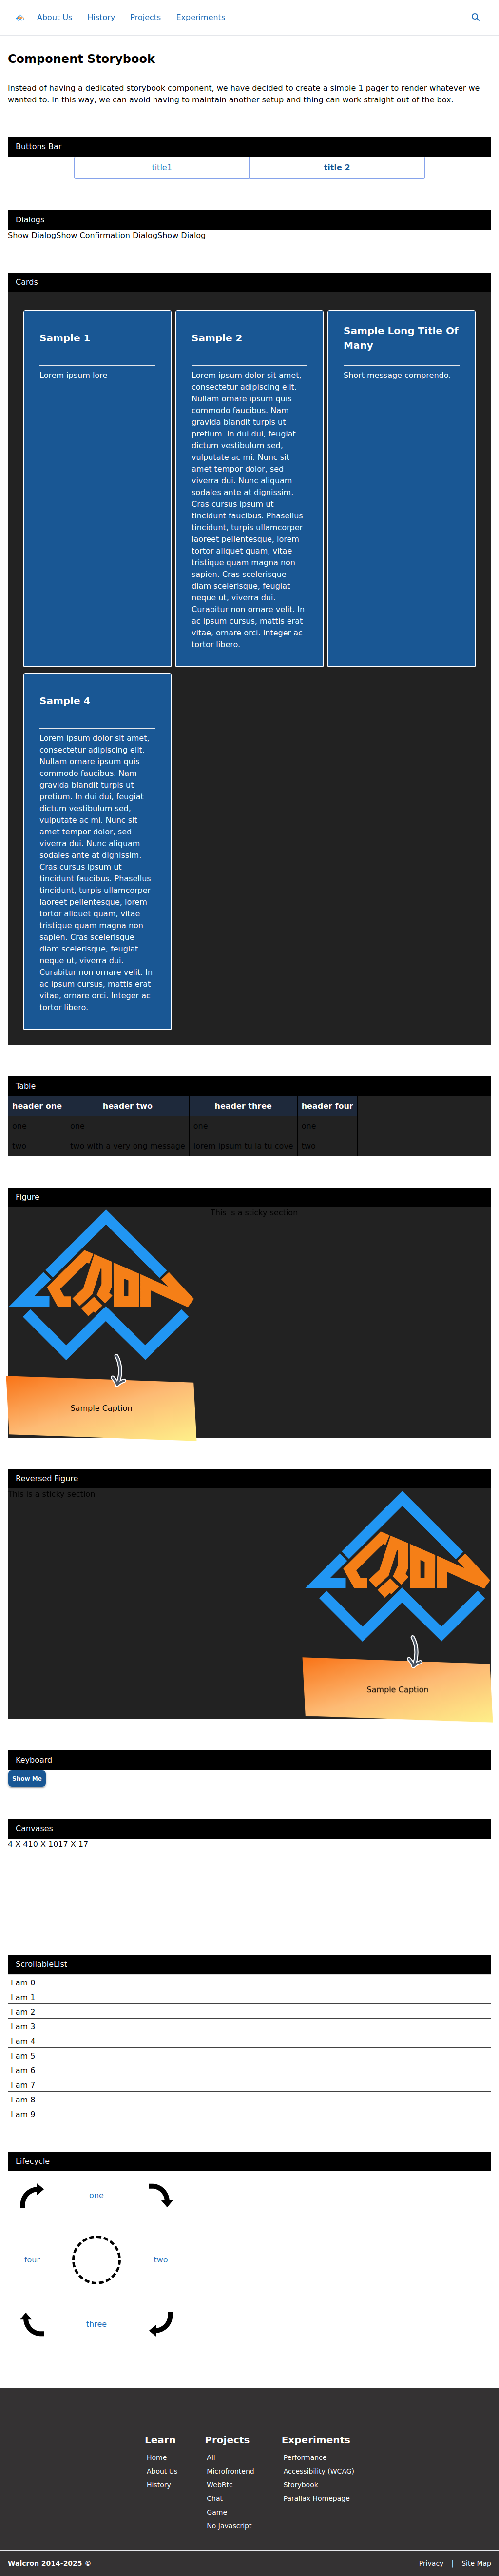 About Us History Projects Experiments
Component Storybook
Instead of having a dedicated storybook component, we have decided to create a simple 1 pager to render whatever we
wanted to. In this way, we can avoid having to maintain another setup and thing can work straight out of the box.
Buttons Bar
title1 title 2
Dialogs
Show DialogShow Confirmation DialogShow Dialog
Cards
Sample 1
Lorem ipsum lore
Sample 2
Lorem ipsum dolor sit amet,
consectetur adipiscing elit.
Nullam ornare ipsum quis
commodo faucibus. Nam
gravida blandit turpis ut
pretium. In dui dui, feugiat
dictum vestibulum sed,
vulputate ac mi. Nunc sit
amet tempor dolor, sed
viverra dui. Nunc aliquam
sodales ante at dignissim.
Cras cursus ipsum ut
tincidunt faucibus. Phasellus
tincidunt, turpis ullamcorper
laoreet pellentesque, lorem
tortor aliquet quam, vitae
tristique quam magna non
sapien. Cras scelerisque
diam scelerisque, feugiat
neque ut, viverra dui.
Curabitur non ornare velit. In
ac ipsum cursus, mattis erat
vitae, ornare orci. Integer ac
tortor libero.
Sample Long Title Of
Many
Short message comprendo.
Sample 4
Lorem ipsum dolor sit amet,
consectetur adipiscing elit.
Nullam ornare ipsum quis
commodo faucibus. Nam
gravida blandit turpis ut
pretium. In dui dui, feugiat
dictum vestibulum sed,
vulputate ac mi. Nunc sit
amet tempor dolor, sed
viverra dui. Nunc aliquam
sodales ante at dignissim.
Cras cursus ipsum ut
tincidunt faucibus. Phasellus
tincidunt, turpis ullamcorper
laoreet pellentesque, lorem
tortor aliquet quam, vitae
tristique quam magna non
sapien. Cras scelerisque
diam scelerisque, feugiat
neque ut, viverra dui.
Curabitur non ornare velit. In
ac ipsum cursus, mattis erat
vitae, ornare orci. Integer ac
tortor libero.
Table
header one header two header three header four
one one one one
two two with a very ong message lorem ipsum tu la tu cove two
Figure
This is a sticky section
Sample Caption
Reversed Figure
This is a sticky section
Sample Caption
Keyboard
Show Me
Canvases
4 X 410 X 1017 X 17
ScrollableList
I am 0
I am 1
I am 2
I am 3
I am 4
I am 5
I am 6
I am 7
I am 8
I am 9
Lifecycle
one
four two
three
Learn
Home
About Us
History
Projects
All
Microfrontend
WebRtc
Chat
Game
No Javascript
Experiments
Performance
Accessibility (WCAG)
Storybook
Parallax Homepage
Walcron 2014-2025 © Privacy | Site Map